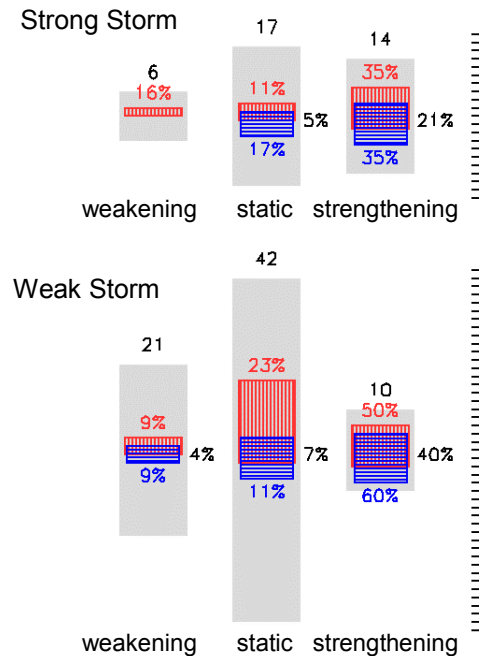 Strong Storm
17
14
6
16%
11%
35%
5%
21%
17%
35%
weakening
static
strengthening
42
Weak Storm
21
10
23%
50%
9%
4%
7%
40%
9%
11%
60%
weakening
static
strengthening